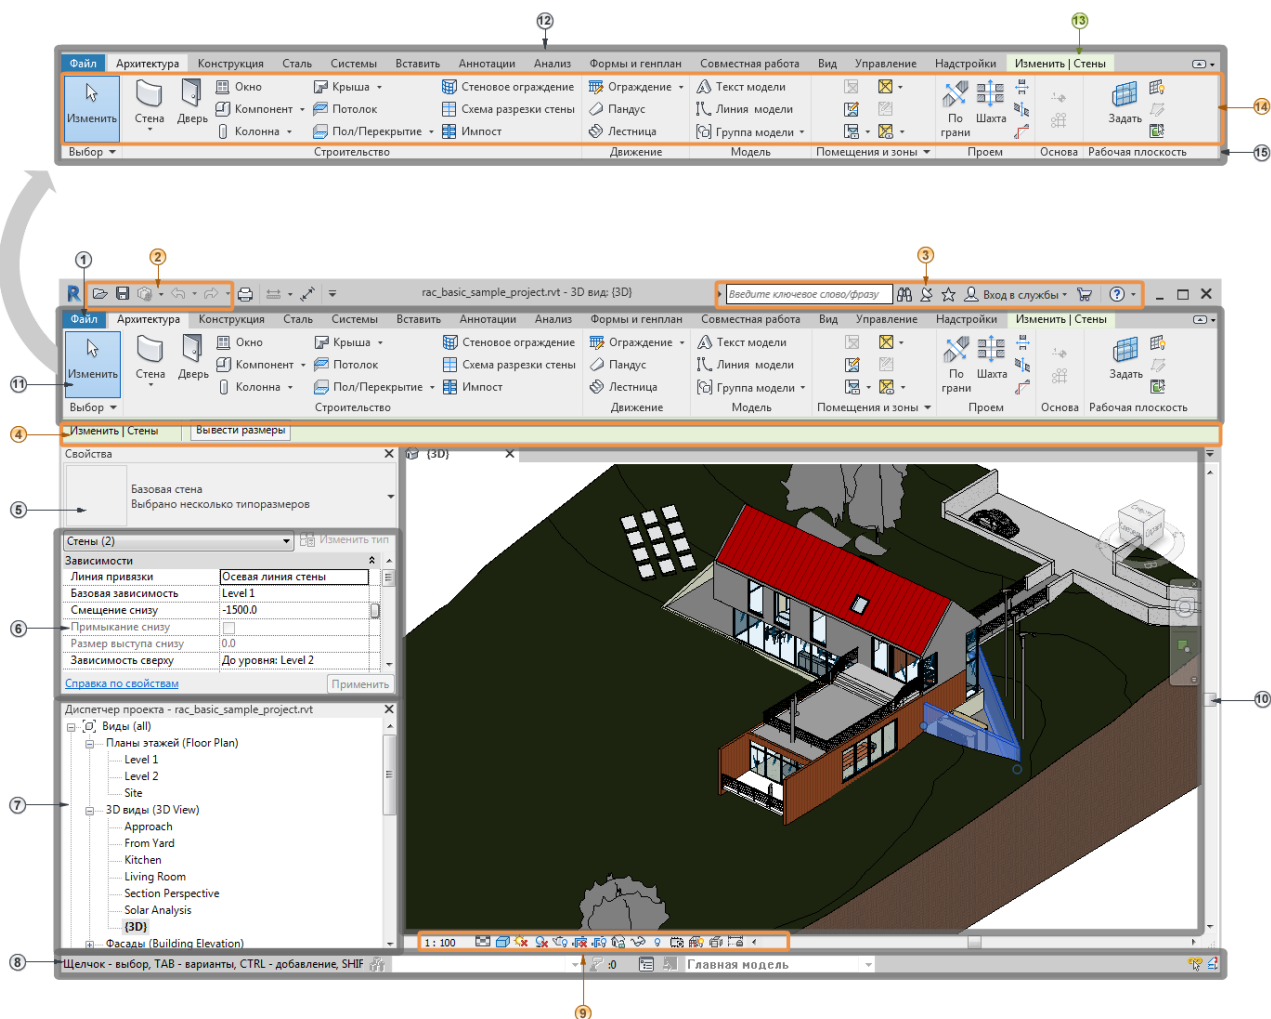 12
13
Файл Архитектура Конструкция Сталь Системы Вставить Аннотации Анализ Формы и генплан Совместная работа Вид Управление Надстройки Изменить | Стены
Окно Крыша Стеновое ограждение Ограждение Текст модели
Изменить Стена Дверь Компонент Потолок Схема разрезки стены Пандус Линия модели По грани Шахта Задать 14
Колонна Пол/Перекрытие Импост Лестница Группа модели
Выбор Строительство Движение Модель Помещения и зоны Проем Основа Рабочая плоскость 15
1 2 3
R rac_basic_sample_project.rvt - 3D вид: {3D} Введите ключевое слово/фразу Вход в службы
Файл Архитектура Конструкция Сталь Системы Вставить Аннотации Анализ Формы и генплан Совместная работа Вид Управление Надстройки Изменить | Стены
Окно Крыша Стеновое ограждение Ограждение Текст модели
11 Изменить Стена Дверь Компонент Потолок Схема разрезки стены Пандус Линия модели По грани Шахта Задать
Колонна Пол/Перекрытие Импост Лестница Группа модели
Выбор Строительство Движение Модель Помещения и зоны Проем Основа Рабочая плоскость
4 Изменить | Стены Вывести размеры
Свойства {3D}
Базовая стена
5 Выбрано несколько типоразмеров
Стены (2) Изменить тип
Зависимости
Линия привязки Осевая линия стены
Базовая зависимость Level 1
Смещение снизу -1500.0
6 Примыкание снизу
Размер выступа снизу 0.0
Зависимость сверху До уровня: Level 2
Справка по свойствам Применить
10
Диспетчер проекта - rac_basic_sample_project.rvt
Виды (all)
Планы этажей (Floor Plan)
Level 1
Level 2
Site
7 3D виды (3D View)
Approach
From Yard
Kitchen
Living Room
Section Perspective
Solar Analysis
{3D}
Фасады (Building Elevation) 1 : 100
8 Щелчок - выбор, TAB - варианты, CTRL - добавление, SHIF :0 Главная модель
9